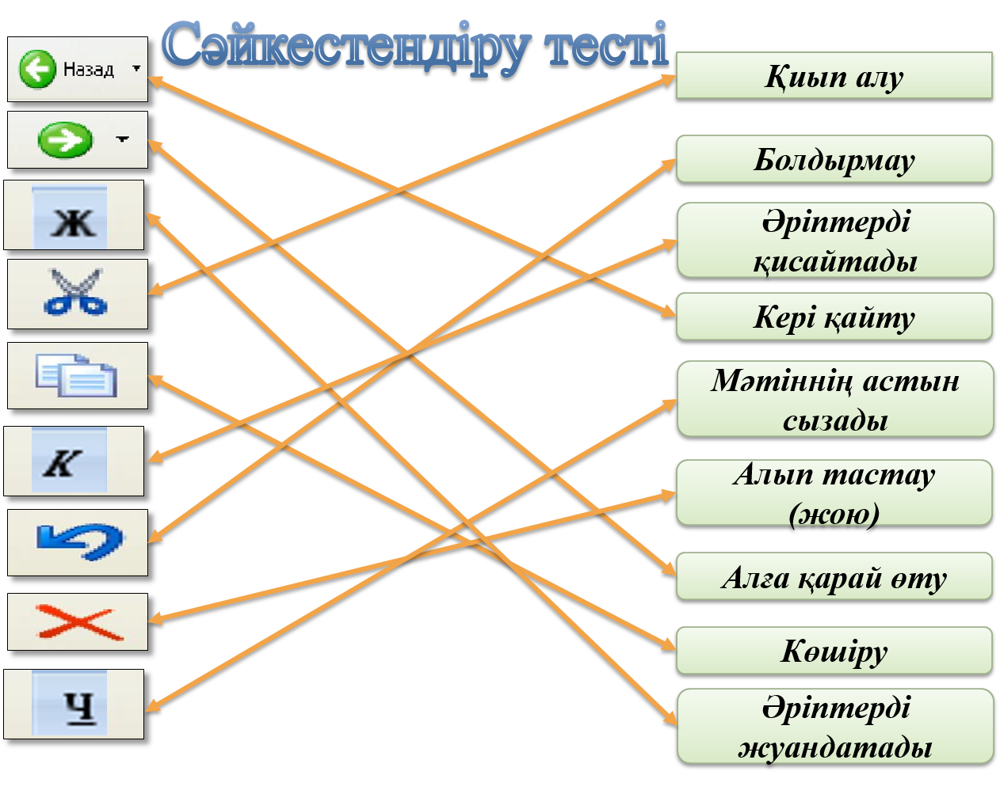 Сәйкестендіру тесті
Назад
Ж
К
Ч
Қиып алу
Болдырмау
Әріптерді
қисайтады
Кері қайту
Мәтіннің астын
сызады
Алып тастау
(жою)
Алға қарай өту
Көшіру
Әріптерді
жуандатады